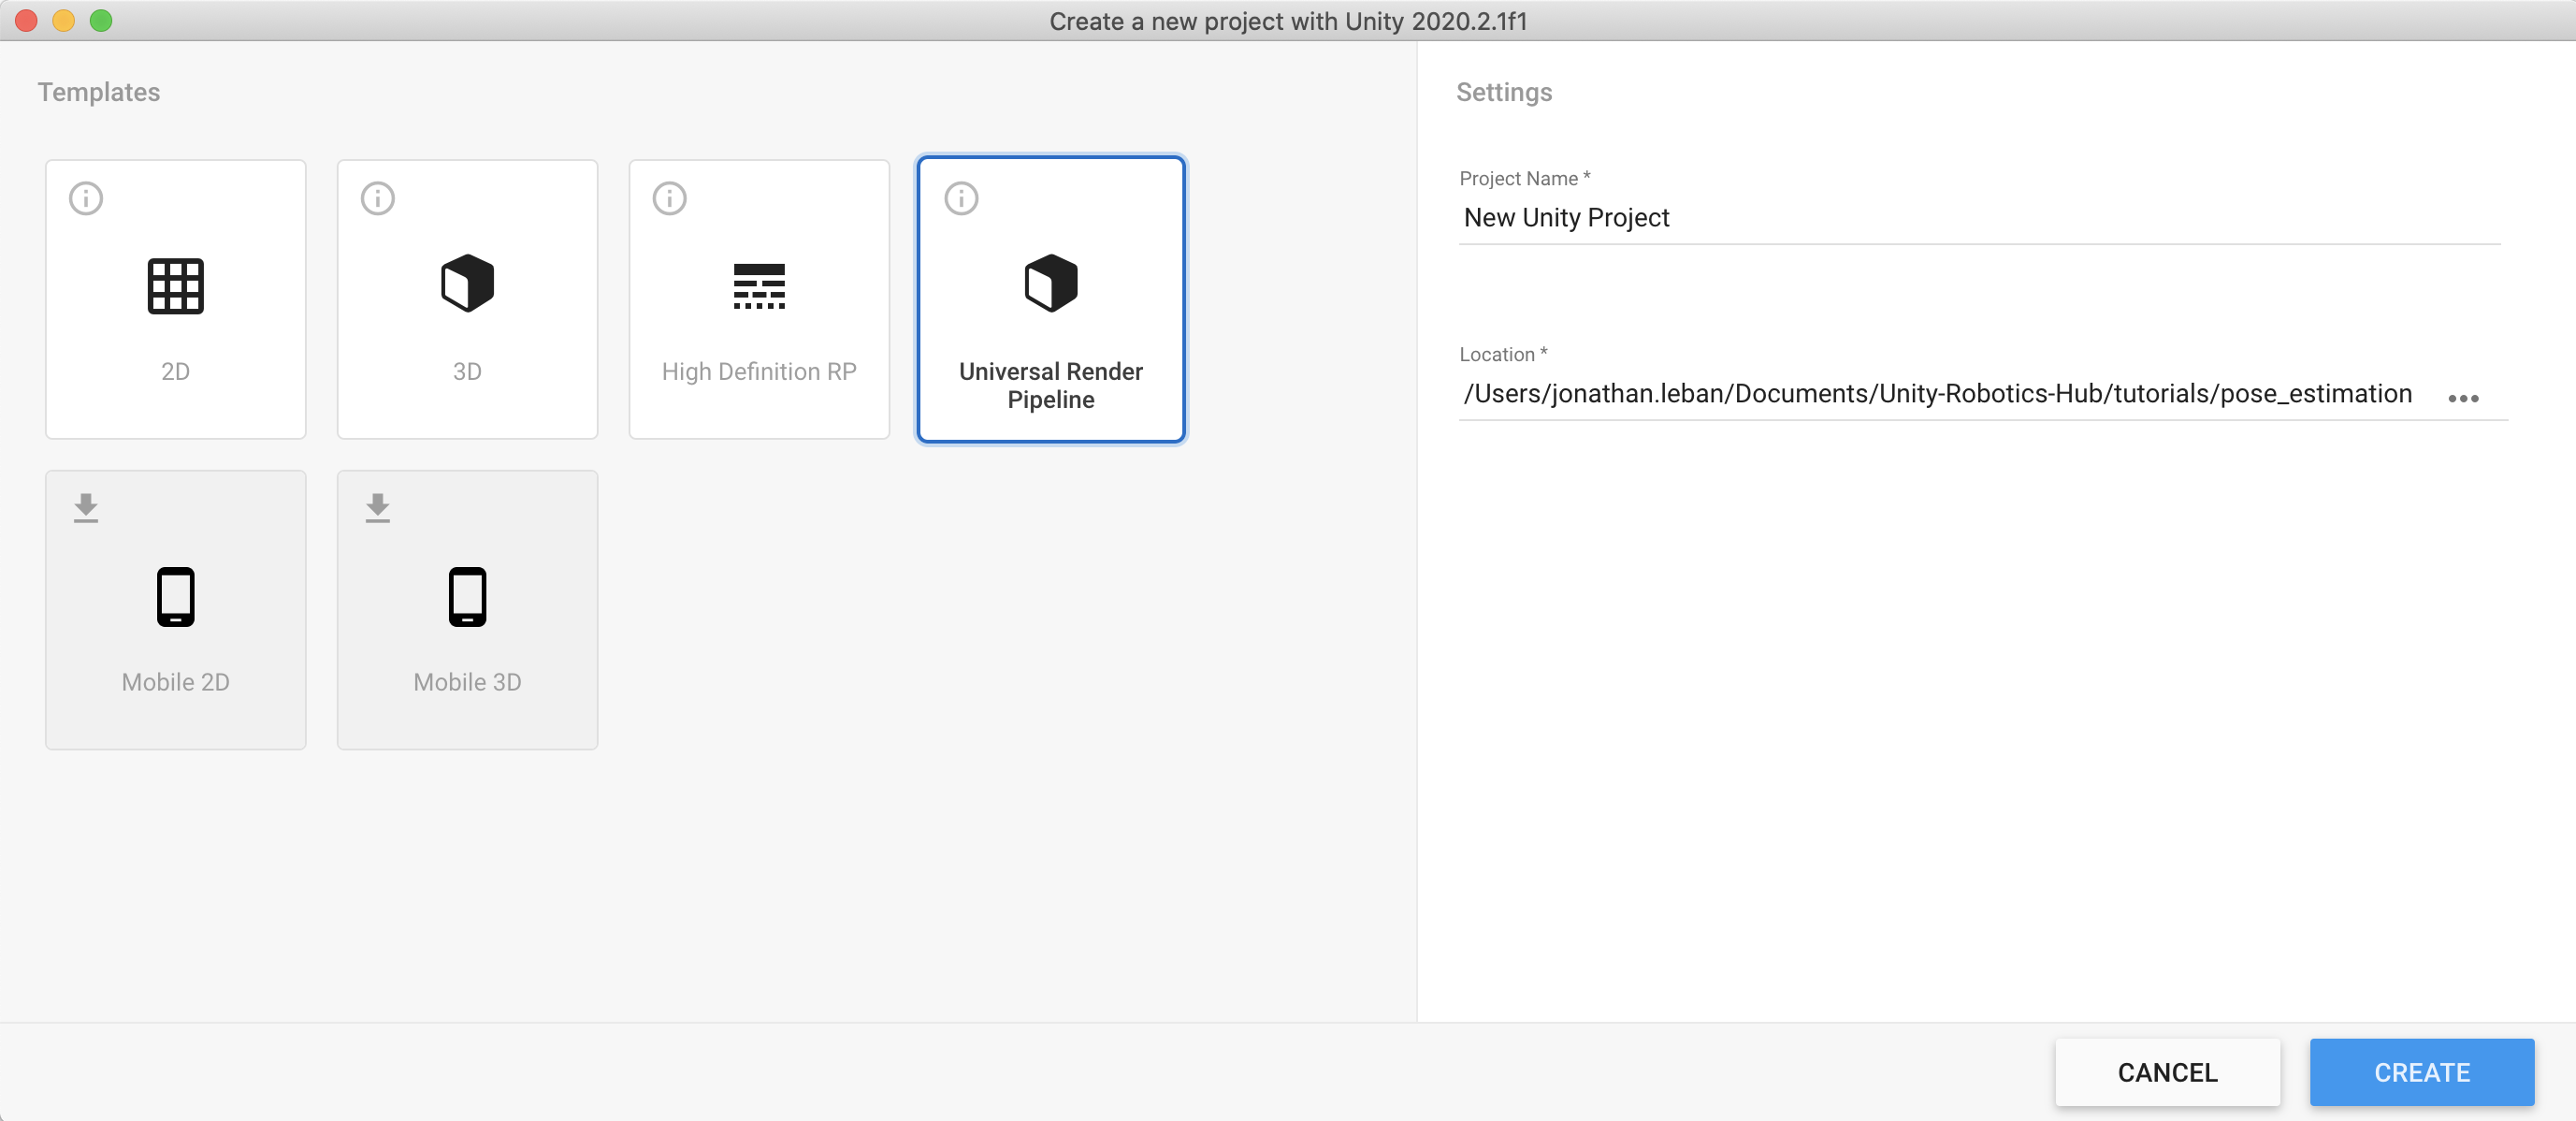 Create a new project with Unity 2020.2.1f1
Templates
2D
3D
High Definition RP
Universal Render
Pipeline
Mobile 2D
Mobile 3D
Settings
Project Name *
New Unity Project
Location *
/Users/jonathan.leban/Documents/Unity-Robotics-Hub/tutorials/pose_estimation
CANCEL
CREATE